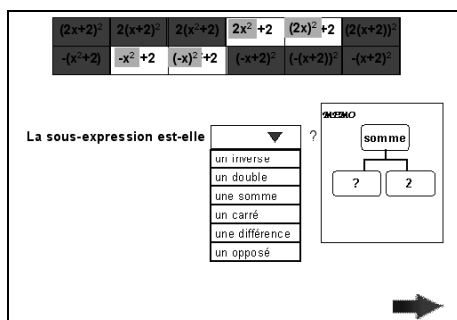 (2x+2)² 2(x+2)² 2(x²+2) 2x² +2 (2x)² +2 (2(x+2))²
-(x²+2) -x² +2 (-x)² +2 (-x+2)² (-(x+2))² -(x+2)²
La sous-expression est-elle ?
un inverse
un double
une somme
un carré
une différence
un opposé
MEMO
somme
? 2